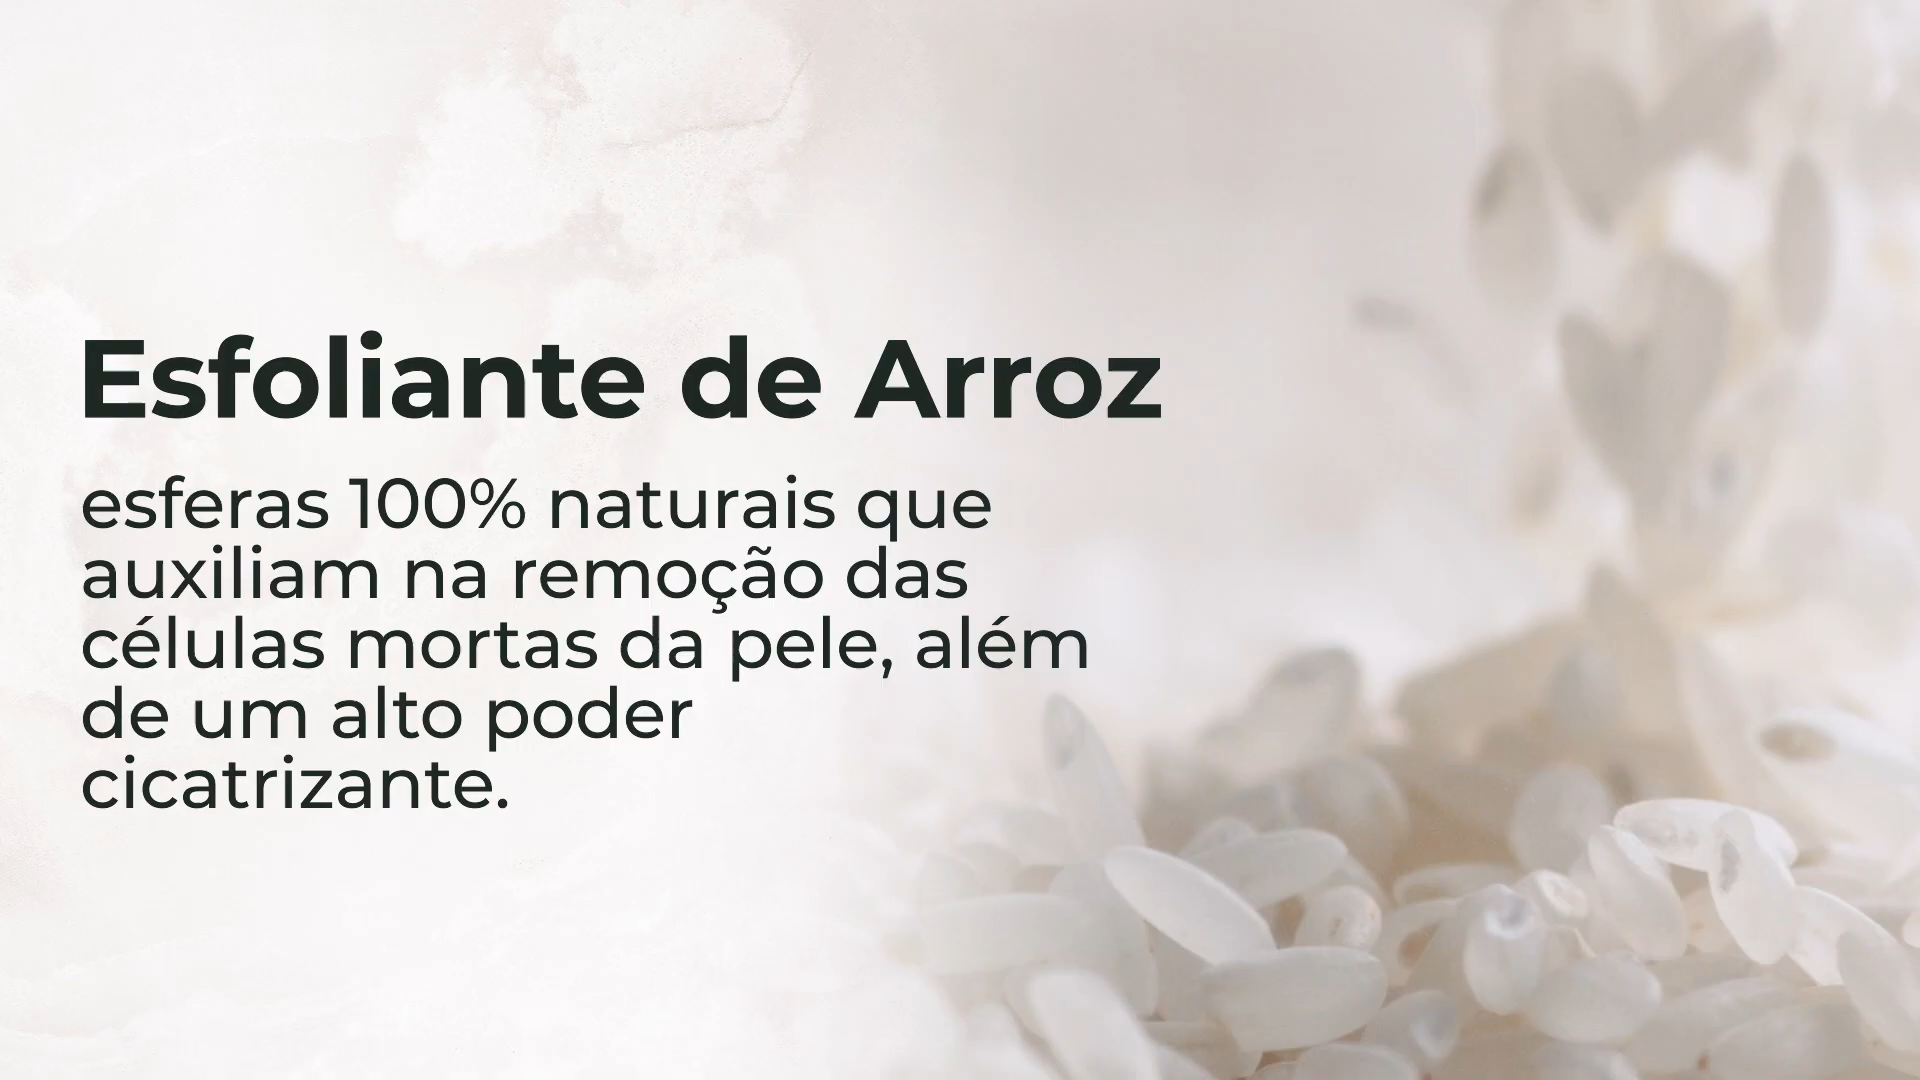 Esfoliante de Arroz
esferas 100% naturais que
auxiliam na remoção das
células mortas da pele, além
de um alto poder
cicatrizante.